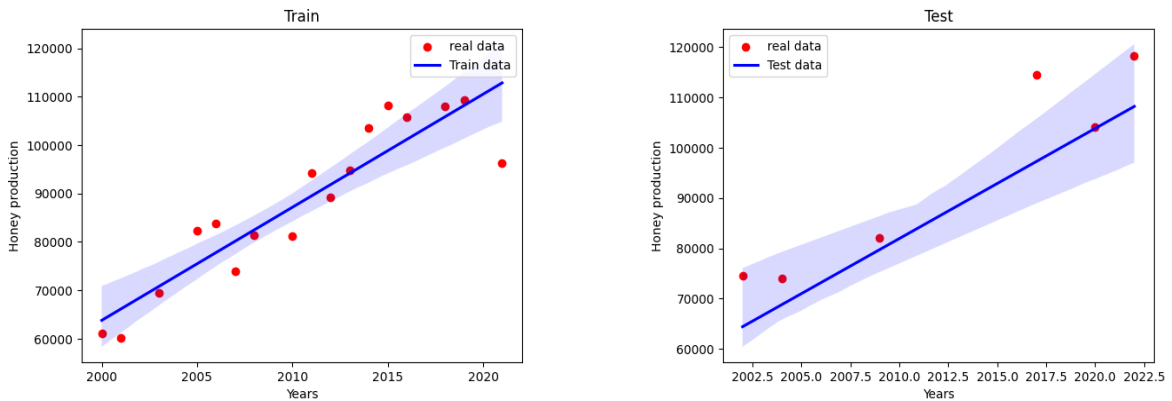 Train
120000
110000
100000
90000
80000
70000
60000
Honey production
2000
2005
2010
2015
2020
Years
real data
Train data
Test
120000
110000
100000
90000
80000
70000
60000
Honey production
2002.5
2005.0
2007.5
2010.0
2012.5
2015.0
2017.5
2020.0
2022.5
Years
real data
Test data